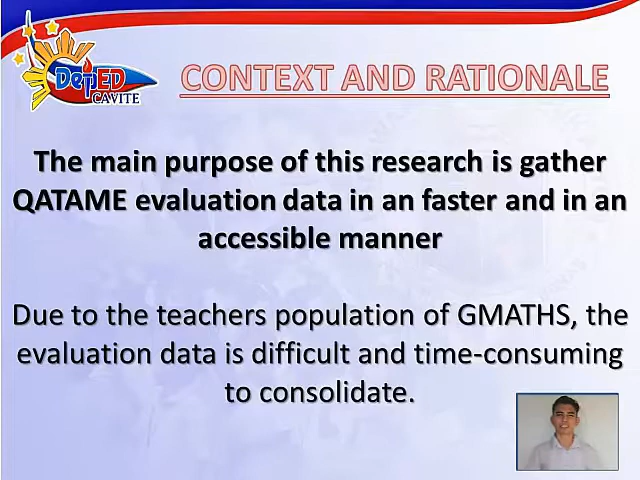 DepED
CAVITE
CONTEXT AND RATIONALE
The main purpose of this research is gather
QATAME evaluation data in an faster and in an
accessible manner
Due to the teachers population of GMATHS, the
evaluation data is difficult and time-consuming
to consolidate.